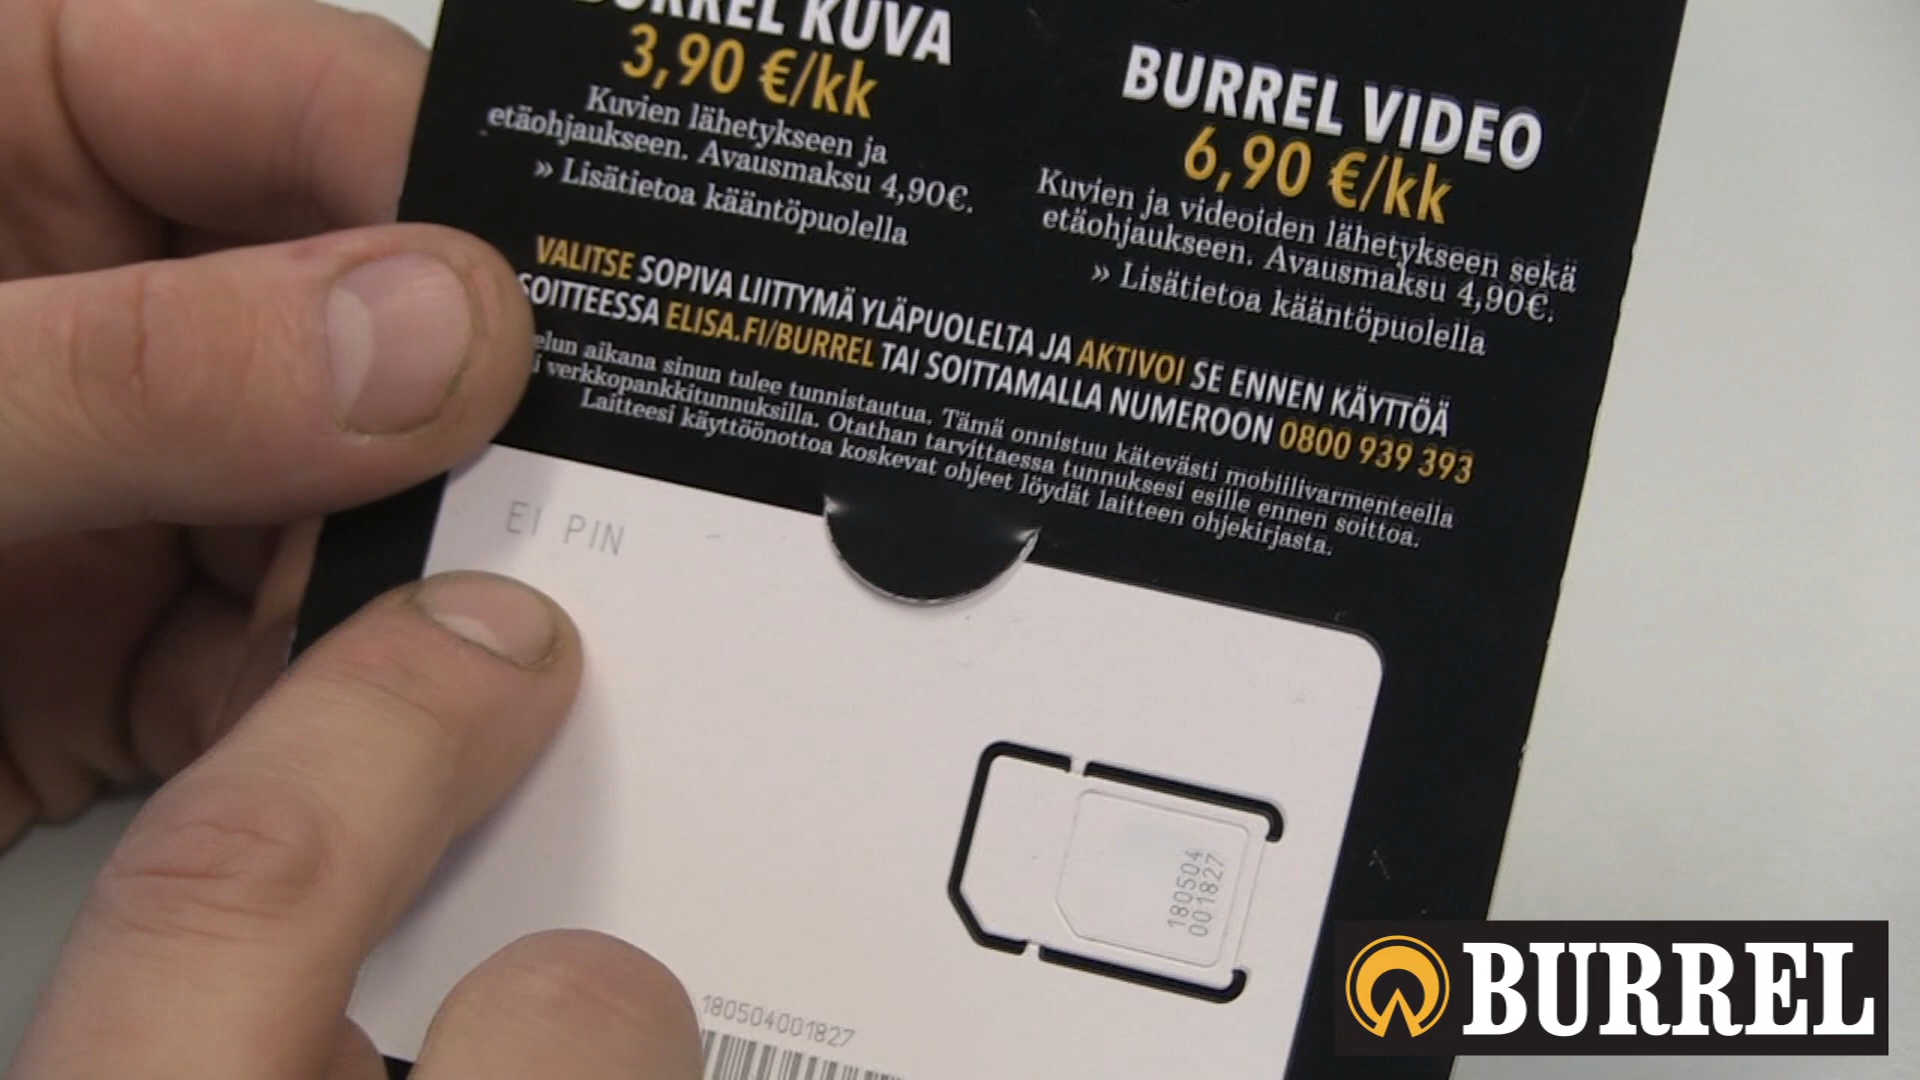 BURREL KUVA
3,90 €/kk
Kuvien lähetykseen ja
etäohjaukseen. Avausmaksu 4,90€.
» Lisätietoa kääntöpuolella
BURREL VIDEO
6,90 €/kk
Kuvien ja videoiden lähetykseen sekä
etäohjaukseen. Avausmaksu 4,90€.
» Lisätietoa kääntöpuolella
VALITSE SOPIVA LIITTYMÄ YLÄPUOLELTA JA AKTIVOI SE ENNEN KÄYTTÖÄ
OSOITTEESSA ELISA.FI/BURREL TAI SOITTAMALLA NUMEROON 0800 939 393
aikana sinun tulee tunnistautua. Tämä onnistuu kätevästi mobiilivarmenteella
verkkopankkitunnuksilla. Otathan tarvittaessa tunnuksesi esille ennen soittoa.
Laitteesi käyttöönottoa koskevat ohjeet löydät laitteen ohjekirjasta.
EI PIN
180504
001827
180504001827
BURREL